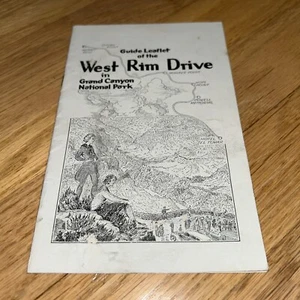 Guide Leaflet
of the
West Rim Drive
in
Grand Canyon
National Park